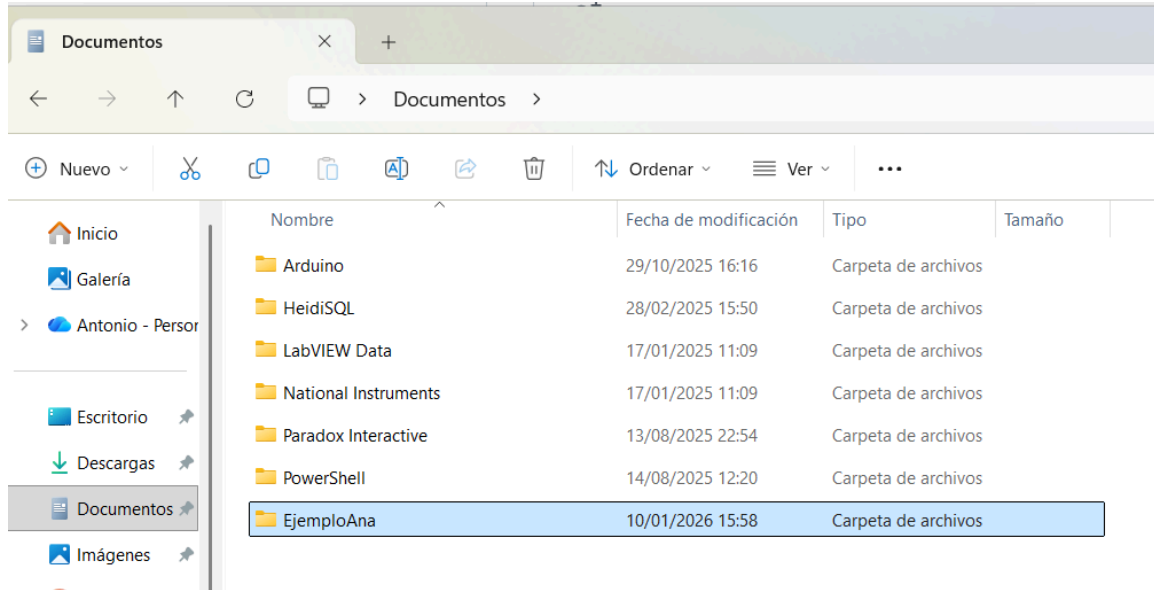 Documentos
Documentos
Nuevo
Ordenar
Ver
Inicio
Galería
Antonio - Person
Escritorio
Descargas
Documentos
Imágenes
Nombre Fecha de modificación Tipo Tamaño
Arduino 29/10/2025 16:16 Carpeta de archivos
HeidiSQL 28/02/2025 15:50 Carpeta de archivos
LabVIEW Data 17/01/2025 11:09 Carpeta de archivos
National Instruments 17/01/2025 11:09 Carpeta de archivos
Paradox Interactive 13/08/2025 22:54 Carpeta de archivos
PowerShell 14/08/2025 12:20 Carpeta de archivos
EjemploAna 10/01/2026 15:58 Carpeta de archivos